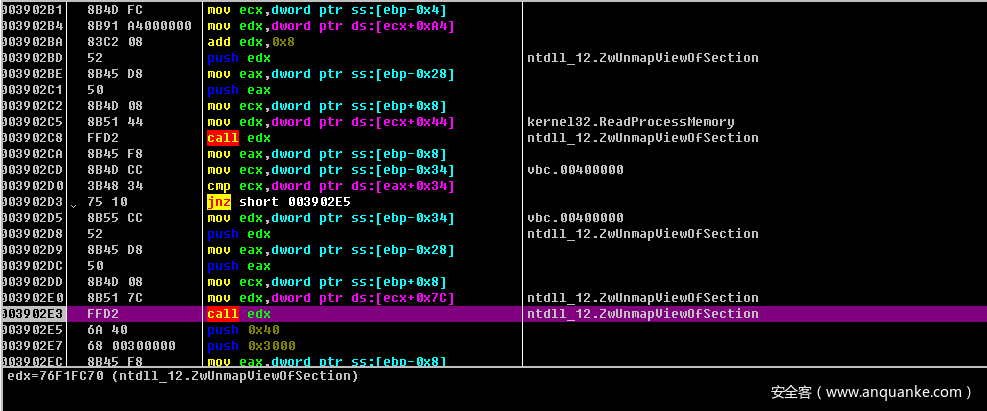 003902B1 8B4D FC mov ecx,dword ptr ss:[ebp-0x4]
003902B4 8B91 A4000000 mov edx,dword ptr ds:[ecx+0xA4]
003902BA 83C2 08 add edx,0x8
003902BD 52 push edx ntdll_12.ZwUnmapViewOfSection
003902BE 8B45 D8 mov eax,dword ptr ss:[ebp-0x28]
003902C1 50 push eax
003902C2 8B4D 08 mov ecx,dword ptr ss:[ebp+0x8]
003902C5 8B51 44 mov edx,dword ptr ds:[ecx+0x44] kernel32.ReadProcessMemory
003902C8 FFD2 call edx ntdll_12.ZwUnmapViewOfSection
003902CA 8B45 F8 mov eax,dword ptr ss:[ebp-0x8]
003902CD 8B4D CC mov ecx,dword ptr ss:[ebp-0x34] vbc.00400000
003902D0 3B48 34 cmp ecx,dword ptr ds:[eax+0x34]
003902D3 75 10 jnz short 003902E5
003902D5 8B55 CC mov edx,dword ptr ss:[ebp-0x34] vbc.00400000
003902D8 52 push edx ntdll_12.ZwUnmapViewOfSection
003902D9 8B45 D8 mov eax,dword ptr ss:[ebp-0x28]
003902DC 50 push eax
003902DD 8B4D 08 mov ecx,dword ptr ss:[ebp+0x8]
003902E0 8B51 7C mov edx,dword ptr ds:[ecx+0x7C] ntdll_12.ZwUnmapViewOfSection
003902E3 FFD2 call edx ntdll_12.ZwUnmapViewOfSection
003902E5 6A 40 push 0x40
003902E7 68 00300000 push 0x3000
003902EC 8B45 F8 mov eax,dword ptr ss:[ebp-0x8]
edx=76F1FC70 (ntdll_12.ZwUnmapViewOfSection)
安全客（www.anquanke.com）